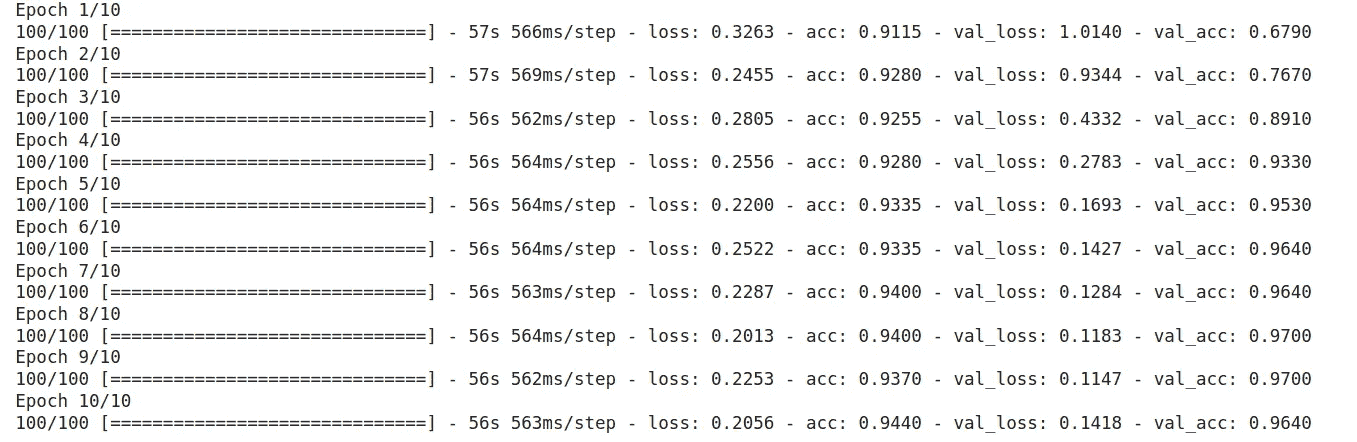 Epoch 1/10
100/100 [==============================] - 57s 566ms/step - loss: 0.3263 - acc: 0.9115 - val_loss: 1.0140 - val_acc: 0.6790
Epoch 2/10
100/100 [==============================] - 57s 569ms/step - loss: 0.2455 - acc: 0.9280 - val_loss: 0.9344 - val_acc: 0.7670
Epoch 3/10
100/100 [==============================] - 56s 562ms/step - loss: 0.2805 - acc: 0.9255 - val_loss: 0.4332 - val_acc: 0.8910
Epoch 4/10
100/100 [==============================] - 56s 564ms/step - loss: 0.2556 - acc: 0.9280 - val_loss: 0.2783 - val_acc: 0.9330
Epoch 5/10
100/100 [==============================] - 56s 564ms/step - loss: 0.2200 - acc: 0.9335 - val_loss: 0.1693 - val_acc: 0.9530
Epoch 6/10
100/100 [==============================] - 56s 564ms/step - loss: 0.2522 - acc: 0.9335 - val_loss: 0.1427 - val_acc: 0.9640
Epoch 7/10
100/100 [==============================] - 56s 563ms/step - loss: 0.2287 - acc: 0.9400 - val_loss: 0.1284 - val_acc: 0.9640
Epoch 8/10
100/100 [==============================] - 56s 564ms/step - loss: 0.2013 - acc: 0.9400 - val_loss: 0.1183 - val_acc: 0.9700
Epoch 9/10
100/100 [==============================] - 56s 562ms/step - loss: 0.2253 - acc: 0.9370 - val_loss: 0.1147 - val_acc: 0.9700
Epoch 10/10
100/100 [==============================] - 56s 563ms/step - loss: 0.2056 - acc: 0.9440 - val_loss: 0.1418 - val_acc: 0.9640